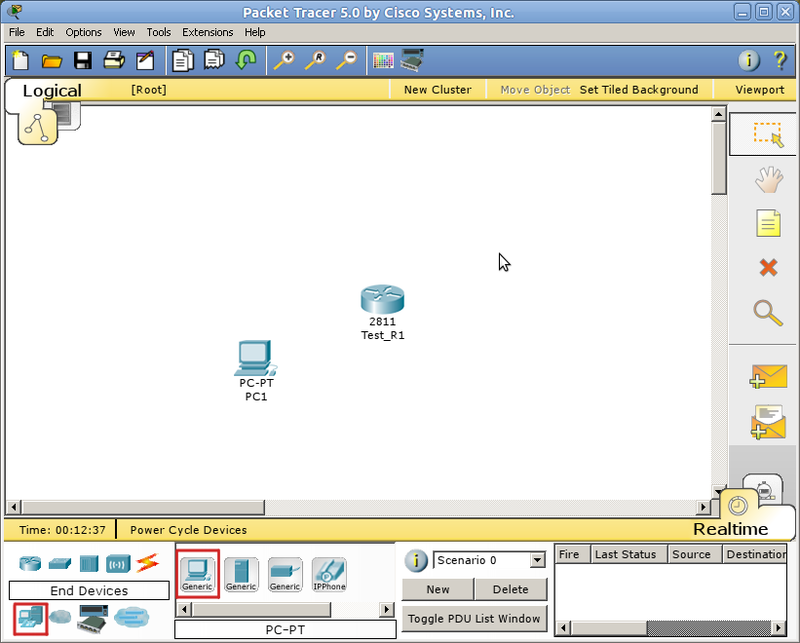 Packet Tracer 5.0 by Cisco Systems, Inc.
File Edit Options View Tools Extensions Help
Logical [Root] New Cluster Move Object Set Tiled Background Viewport
2811
Test_R1
PC-PT
PC1
Time: 00:12:37 Power Cycle Devices
Realtime
End Devices
Generic Generic Generic IPPhone
PC-PT
Scenario 0
New Delete
Toggle PDU List Window
Fire Last Status Source Destination